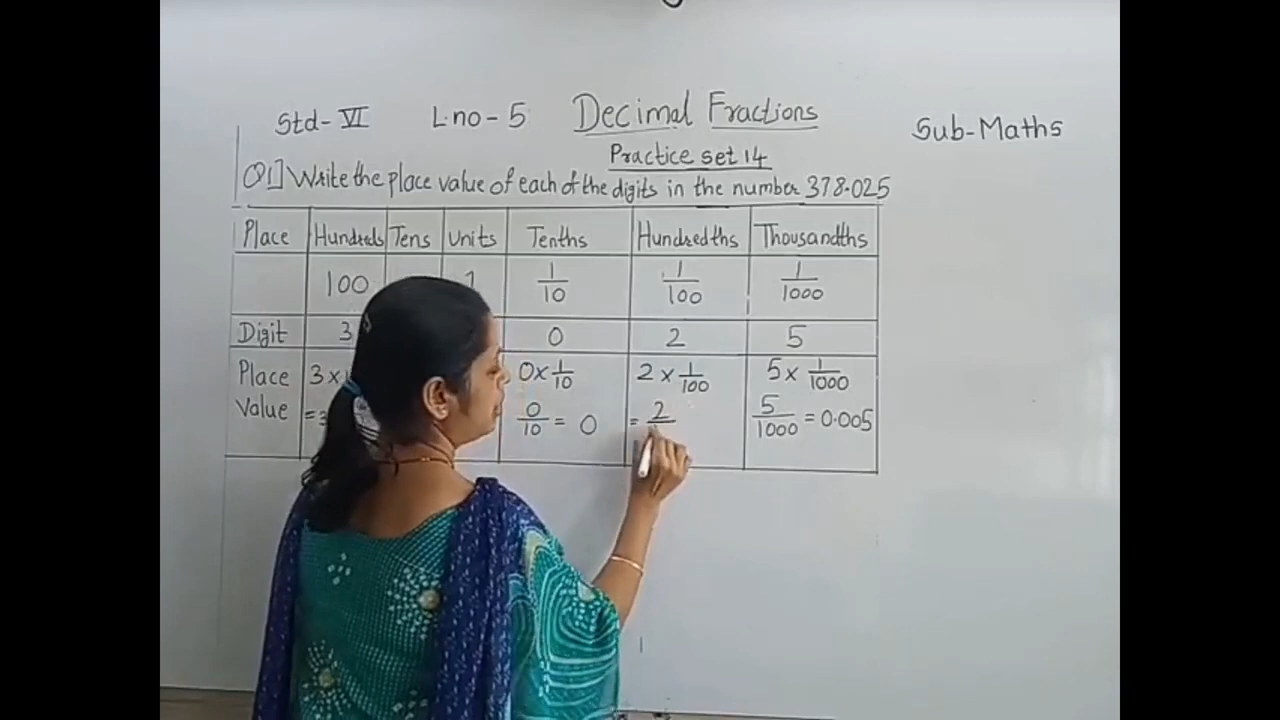 Std-VI L.no-5 Decimal Fractions Sub-Maths
Practice set 14
Q1] Write the place value of each of the digits in the number 378.025
Place Hundreds Tens Units Tenths Hundredths Thousandths
100 1/10 1/100 1/1000
Digit 3 0 2 5
Place 3× 0×1/10 2×1/100 5×1/1000
Value =3 0/10 = 0 = 2/ 5/1000 = 0.005